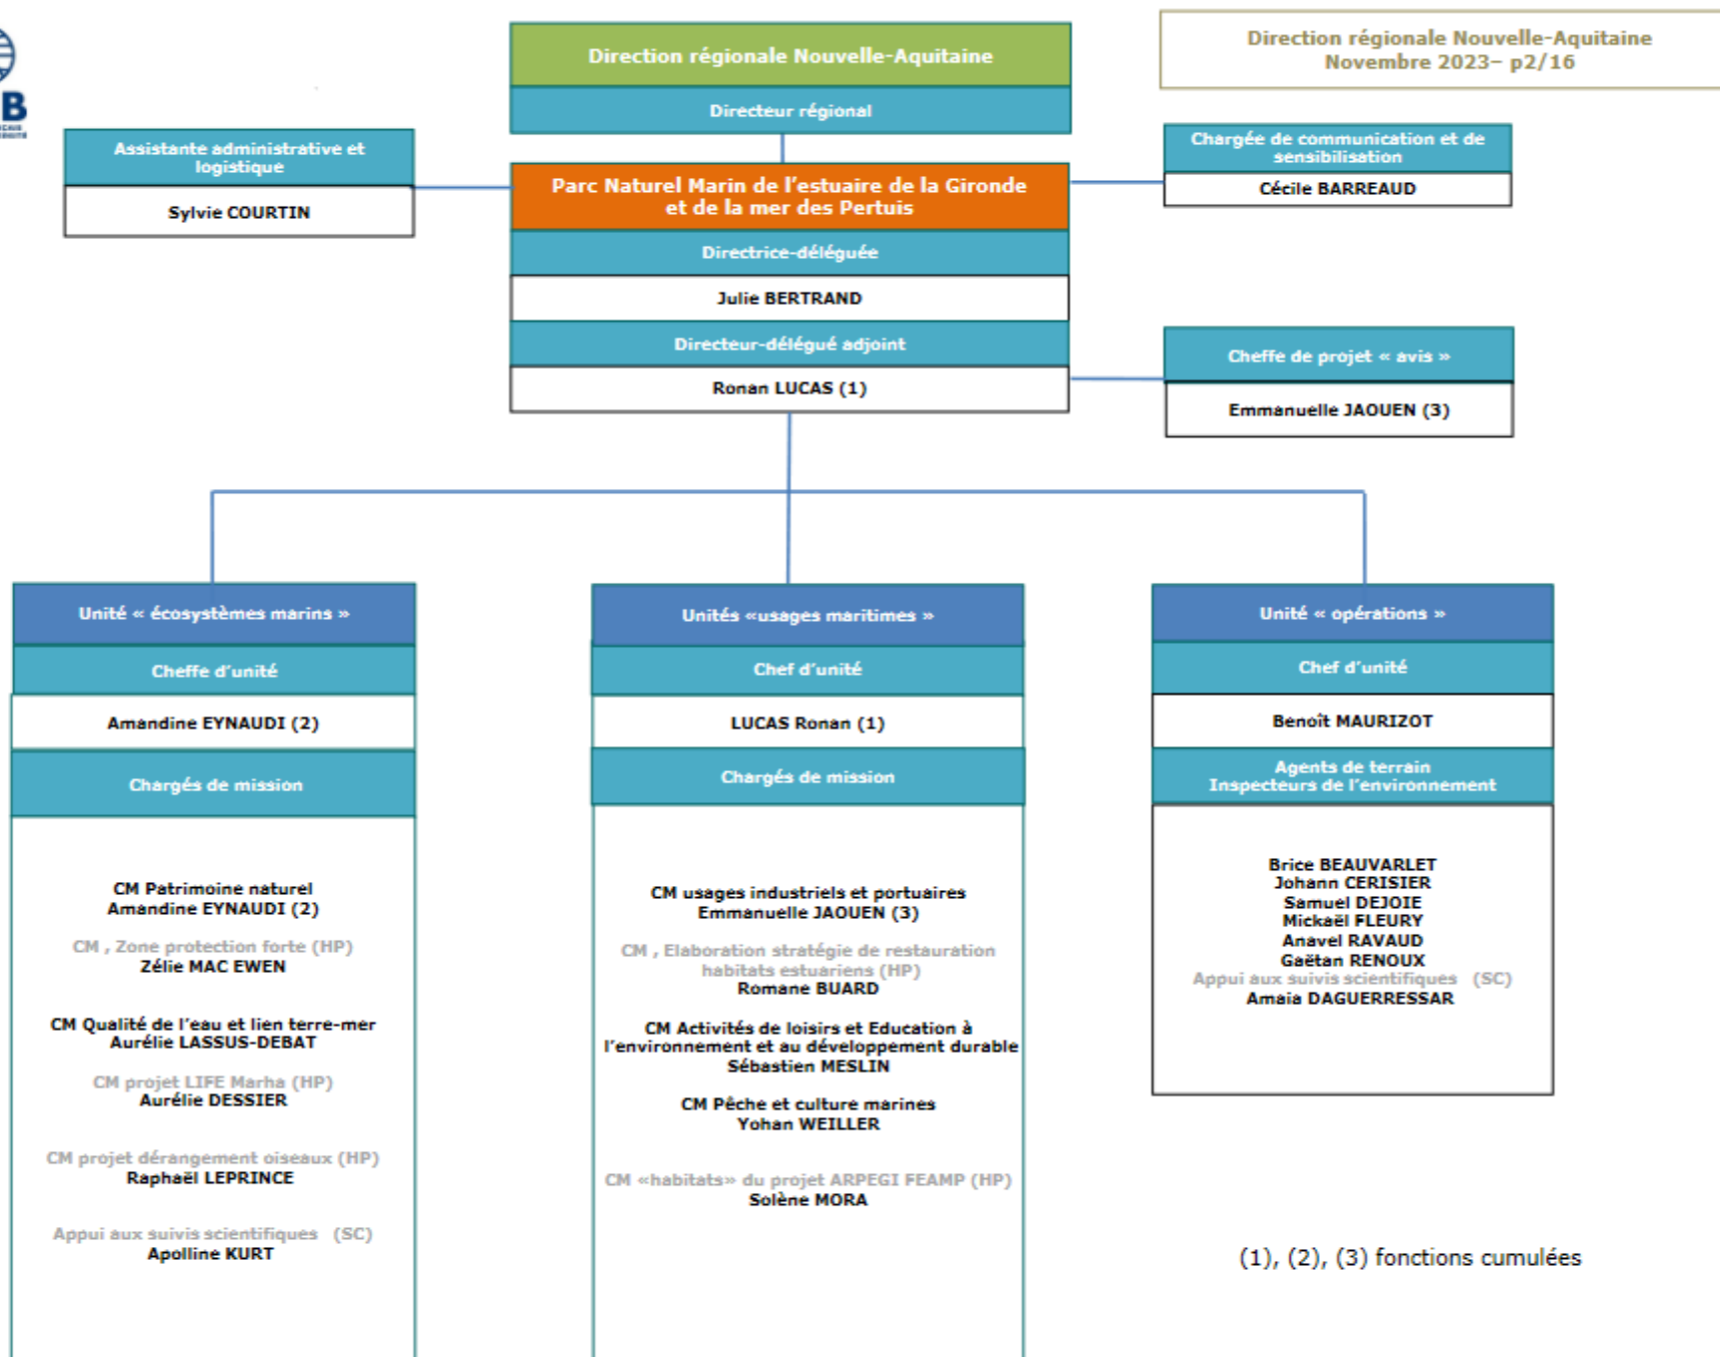 B
Direction régionale Nouvelle-Aquitaine
Directeur régional
Direction régionale Nouvelle-Aquitaine
Novembre 2023– p2/16
Assistante administrative et
logistique
Sylvie COURTIN
Parc Naturel Marin de l’estuaire de la Gironde
et de la mer des Pertuis
Directrice-déléguée
Julie BERTRAND
Directeur-délégué adjoint
Ronan LUCAS (1)
Chargée de communication et de
sensibilisation
Cécile BARREAUD
Cheffe de projet « avis »
Emmanuelle JAOUEN (3)
Unité « écosystèmes marins »
Cheffe d’unité
Amandine EYNAUDI (2)
Chargés de mission
CM Patrimoine naturel
Amandine EYNAUDI (2)
CM , Zone protection forte (HP)
Zélie MAC EWEN
CM Qualité de l’eau et lien terre-mer
Aurélie LASSUS-DEBAT
CM projet LIFE Marha (HP)
Aurélie DESSIER
CM projet dérangement oiseaux (HP)
Raphaël LEPRINCE
Appui aux suivis scientifiques (SC)
Apolline KURT
Unités «usages maritimes »
Chef d’unité
LUCAS Ronan (1)
Chargés de mission
CM usages industriels et portuaires
Emmanuelle JAOUEN (3)
CM , Elaboration stratégie de restauration
habitats estuariens (HP)
Romane BUARD
CM Activités de loisirs et Education à
l’environnement et au développement durable
Sébastien MESLIN
CM Pêche et culture marines
Yohan WEILLER
CM «habitats» du projet ARPEGI FEAMP (HP)
Solène MORA
Unité « opérations »
Chef d’unité
Benoît MAURIZOT
Agents de terrain
Inspecteurs de l’environnement
Brice BEAUVARLET
Johann CERISIER
Samuel DEJOIE
Mickaël FLEURY
Anavel RAVAUD
Gaëtan RENOUX
Appui aux suivis scientifiques (SC)
Amaia DAGUERRESSAR
(1), (2), (3) fonctions cumulées